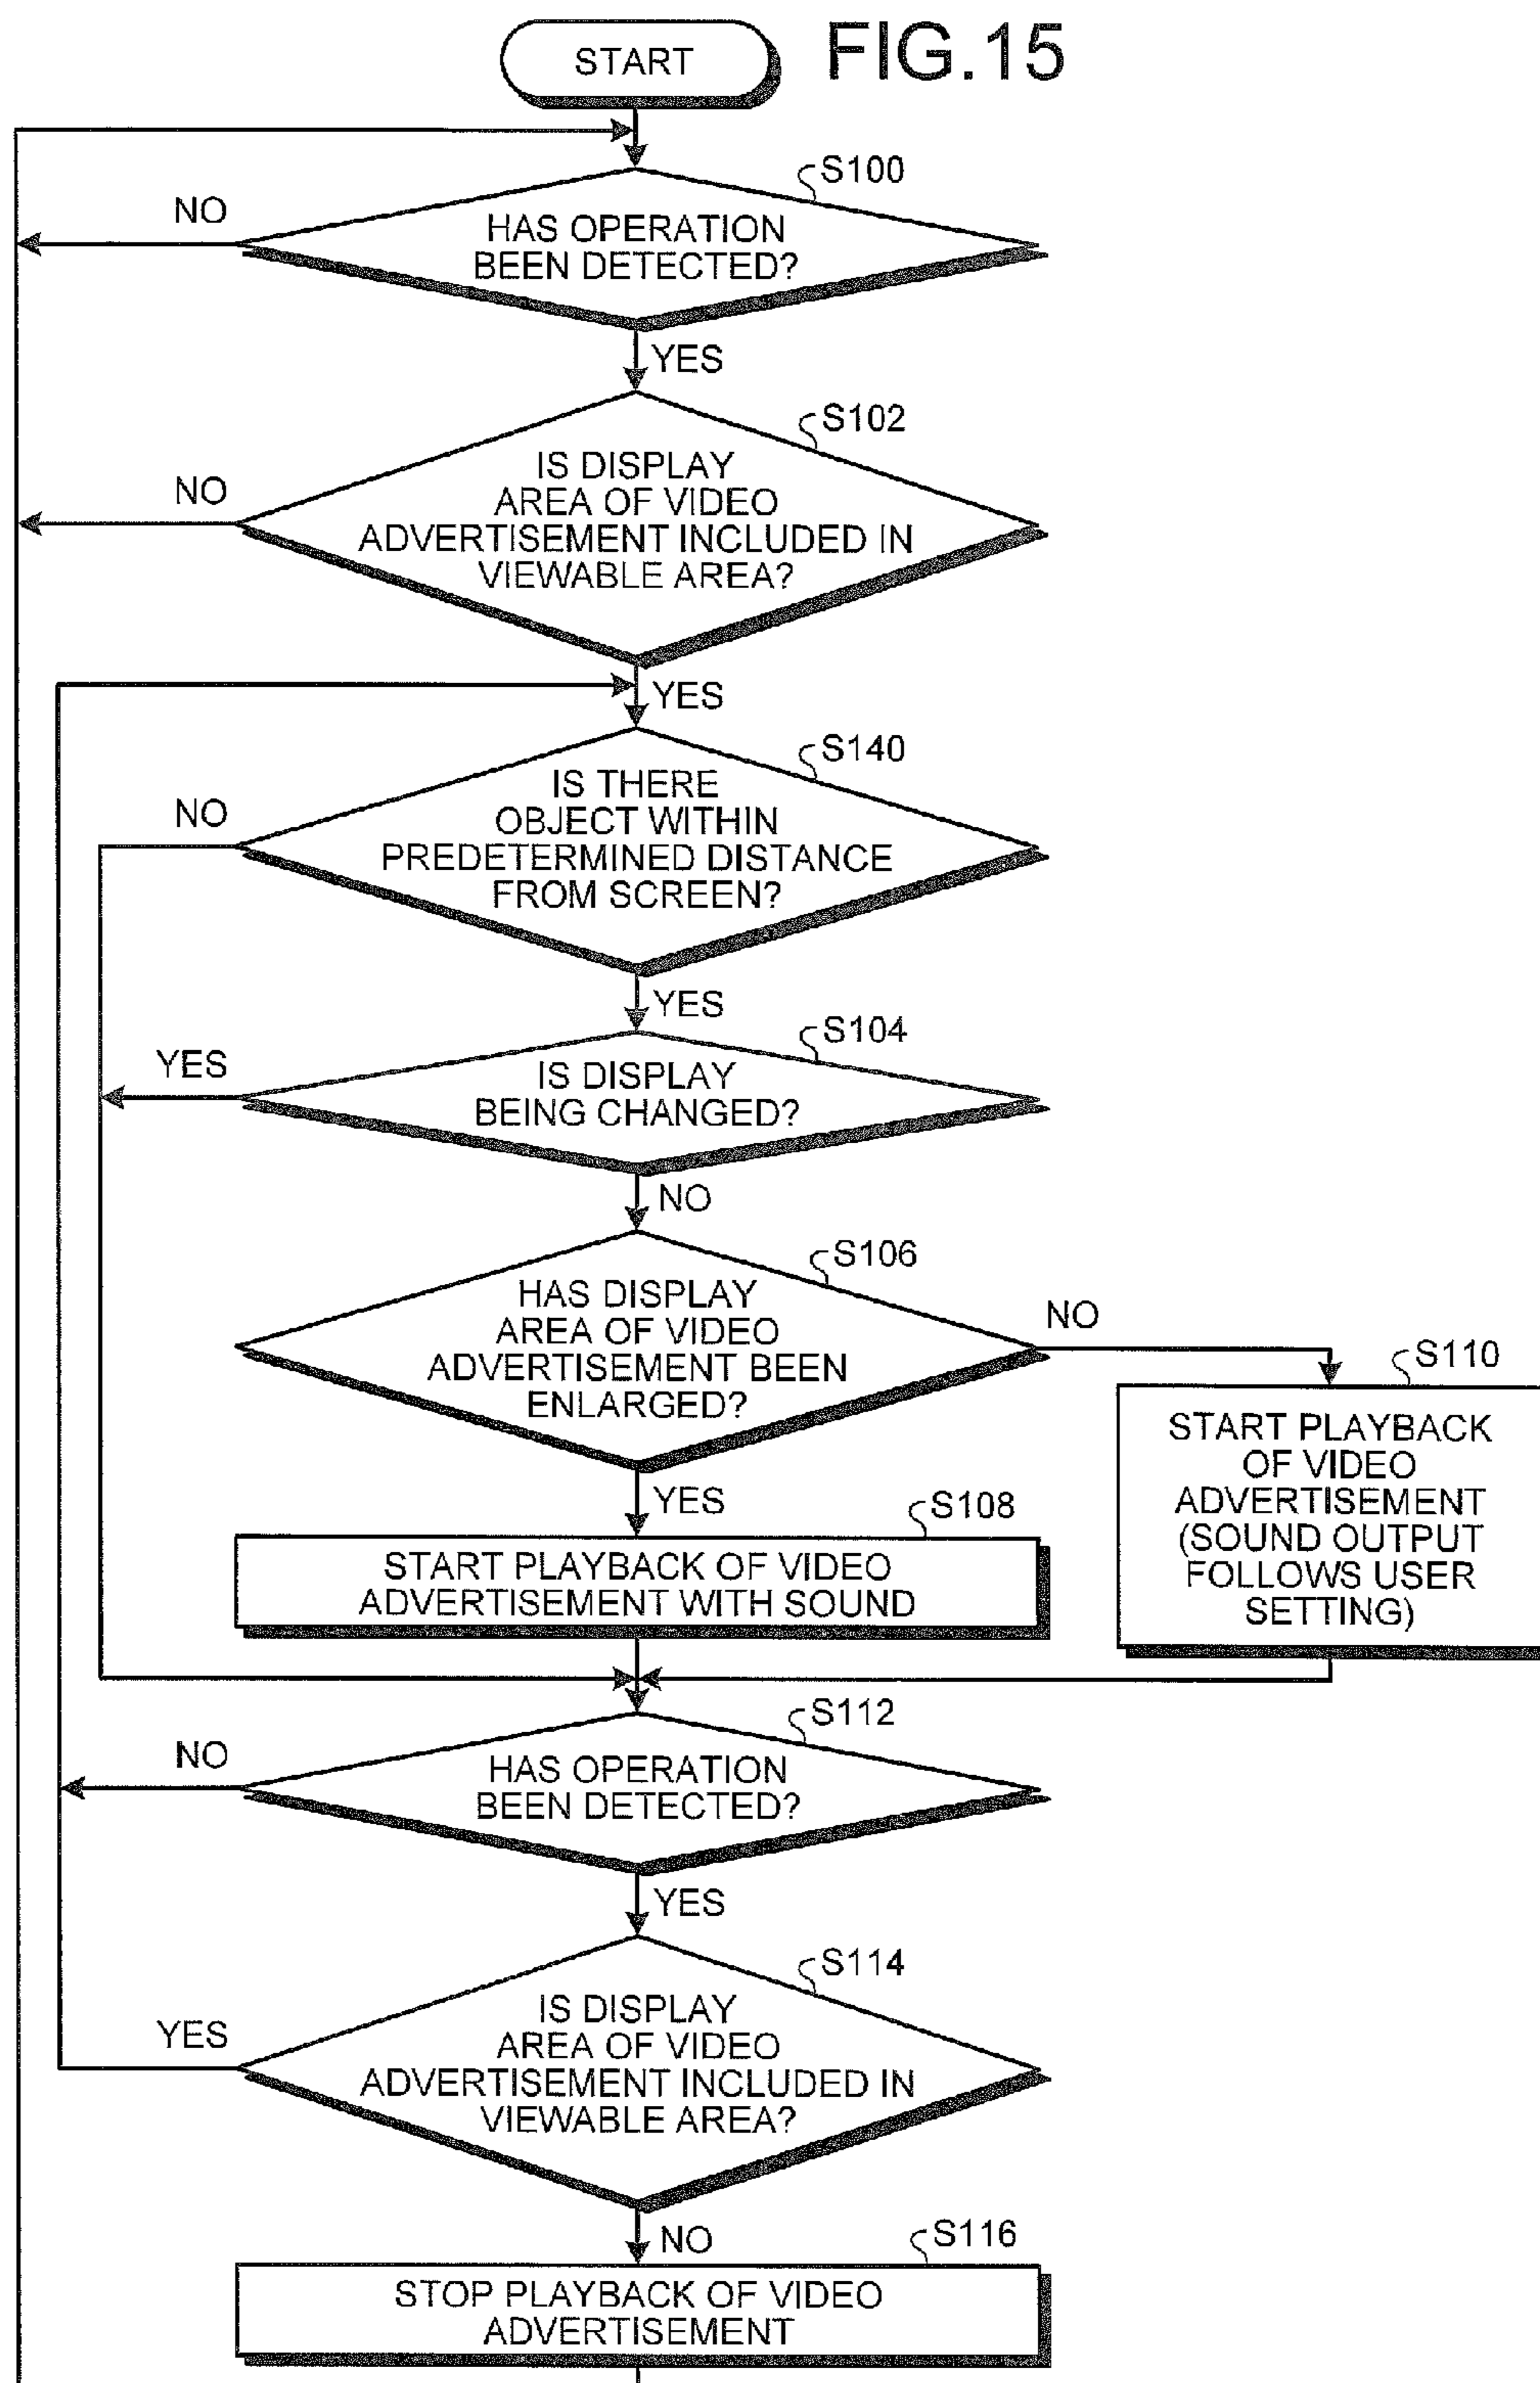 FIG.15
START
S100
NO
HAS OPERATION
BEEN DETECTED?
YES
S102
NO
IS DISPLAY
AREA OF VIDEO
ADVERTISEMENT INCLUDED IN
VIEWABLE AREA?
YES
S140
NO
IS THERE
OBJECT WITHIN
PREDETERMINED DISTANCE
FROM SCREEN?
YES
S104
YES
IS DISPLAY
BEING CHANGED?
NO
S106
HAS DISPLAY
AREA OF VIDEO
ADVERTISEMENT BEEN
ENLARGED?
NO
S110
START PLAYBACK
OF VIDEO
ADVERTISEMENT
(SOUND OUTPUT
FOLLOWS USER
SETTING)
YES
S108
START PLAYBACK OF VIDEO
ADVERTISEMENT WITH SOUND
S112
NO
HAS OPERATION
BEEN DETECTED?
YES
S114
YES
IS DISPLAY
AREA OF VIDEO
ADVERTISEMENT INCLUDED IN
VIEWABLE AREA?
NO
S116
STOP PLAYBACK OF VIDEO
ADVERTISEMENT